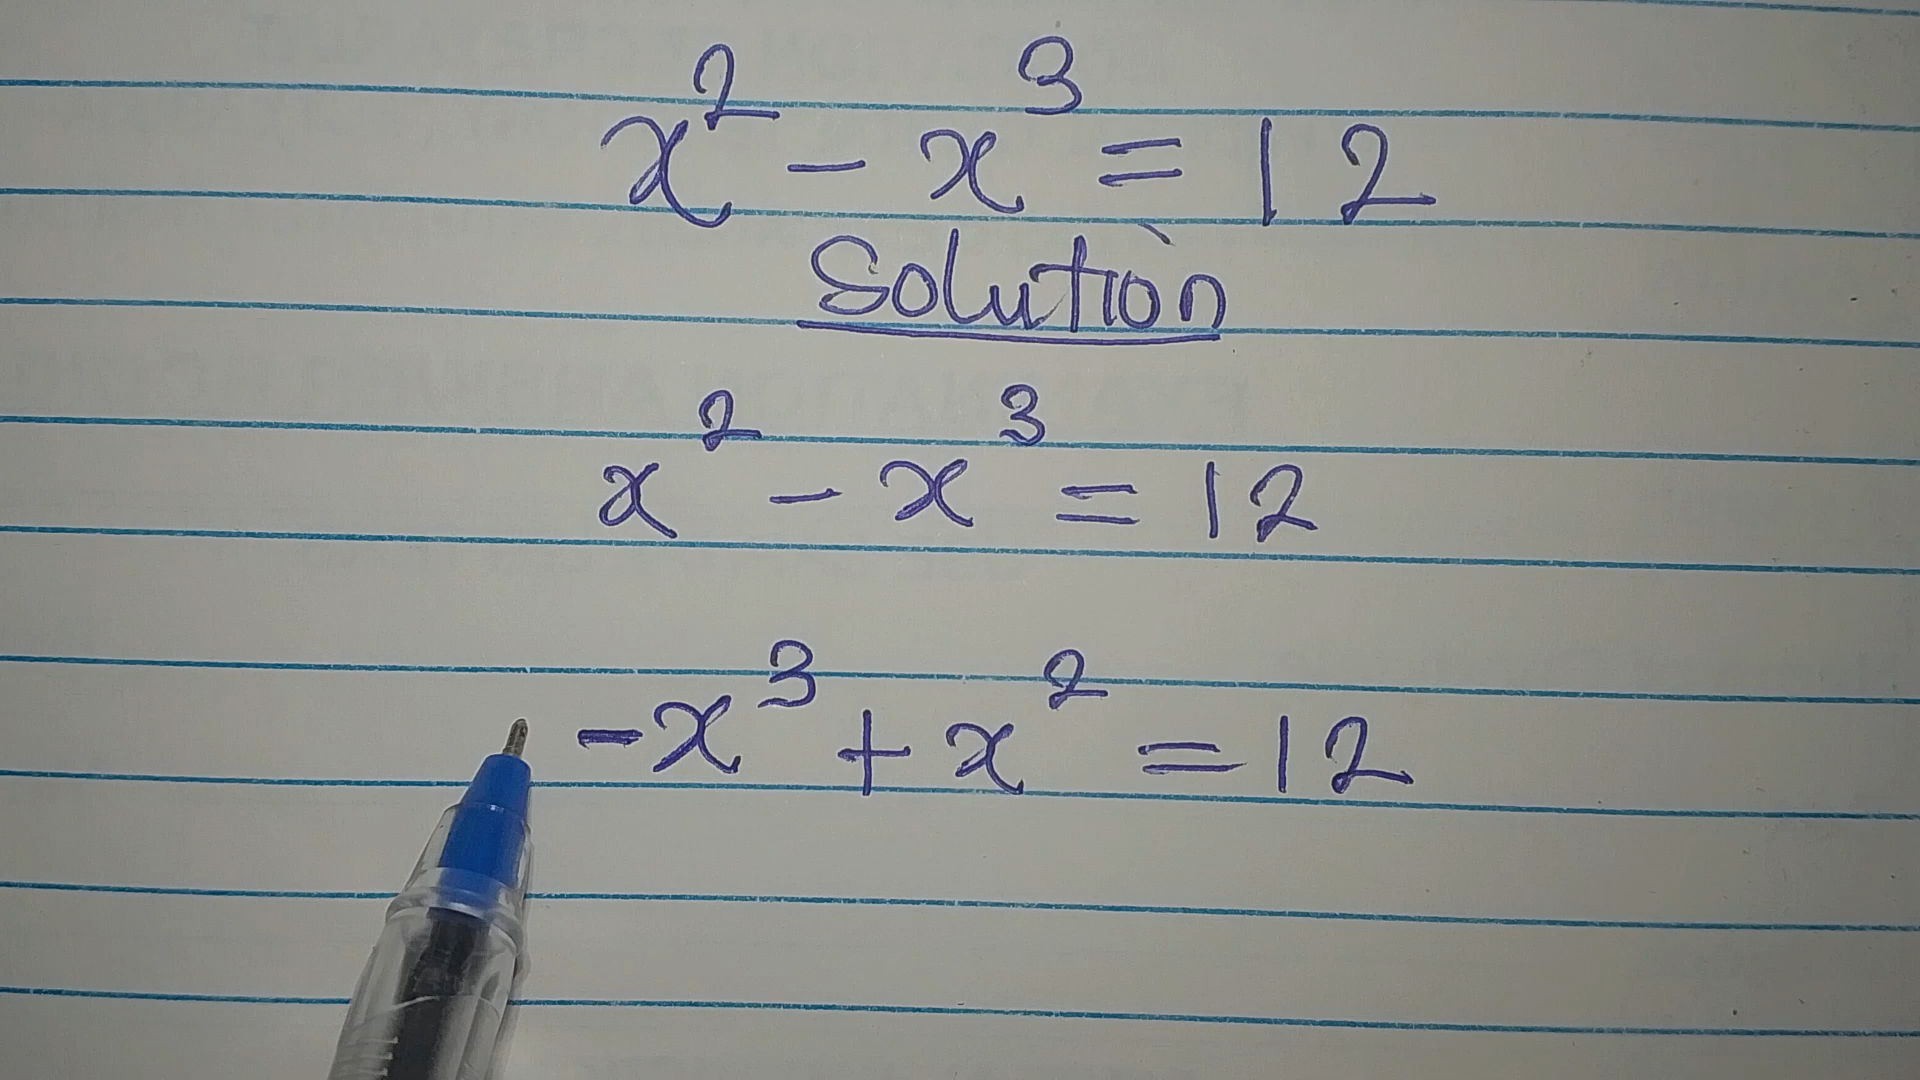 x² - x³ = 12
Solution
x² - x³ = 12
-x³ + x² = 12